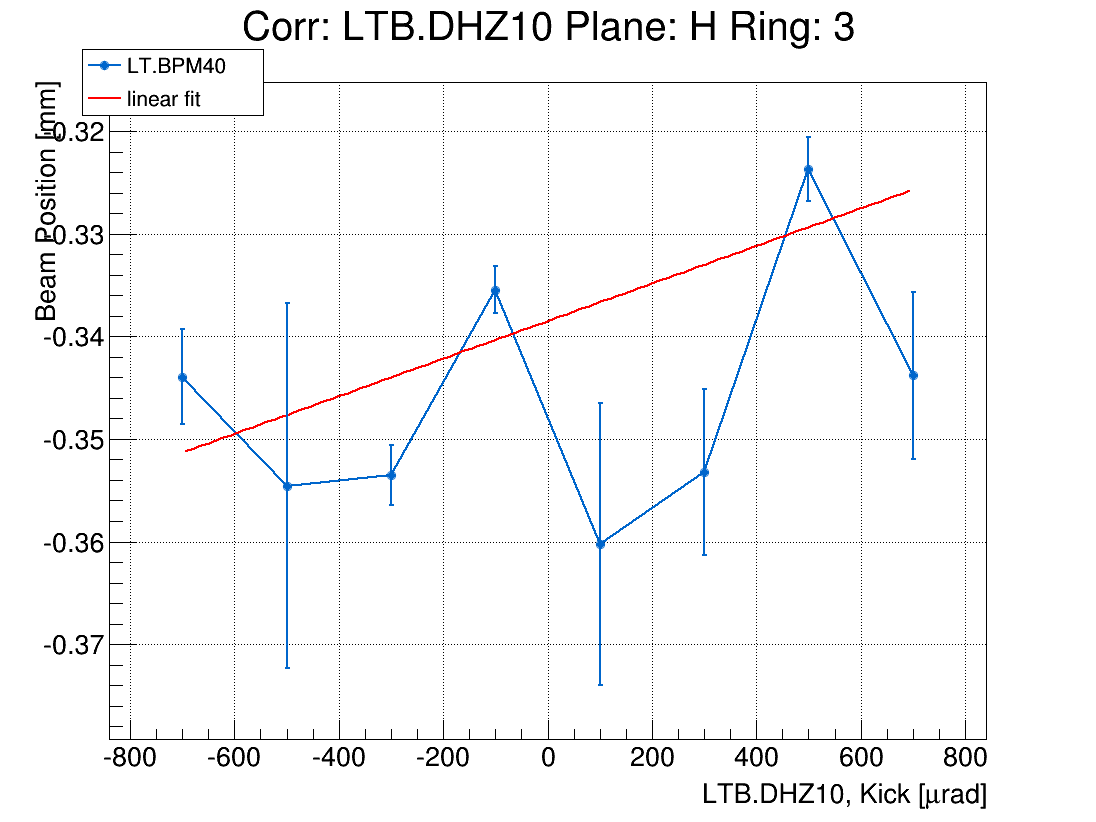 Corr: LTB.DHZ10 Plane: H Ring: 3
LT.BPM40
linear fit
Beam Position [mm]
-0.32
-0.33
-0.34
-0.35
-0.36
-0.37
-800 -600 -400 -200 0 200 400 600 800
LTB.DHZ10, Kick [μrad]